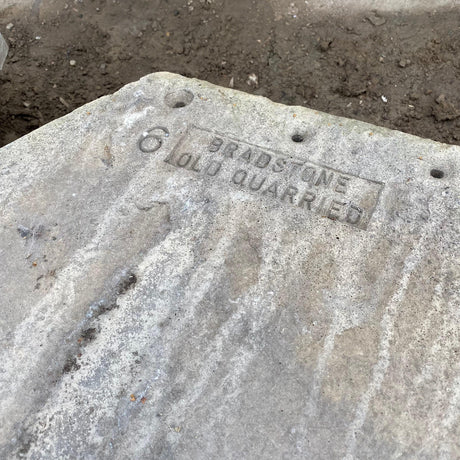 6
BRADSTONE
OLD QUARRIED